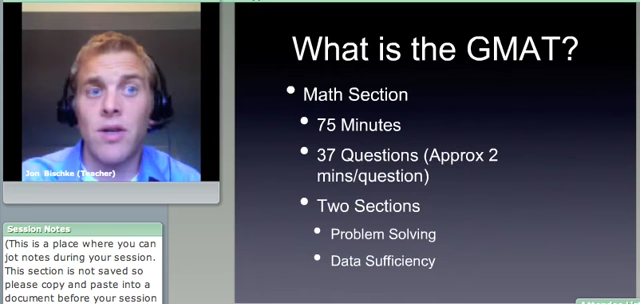 What is the GMAT?
Math Section
75 Minutes
37 Questions (Approx 2
mins/question)
Two Sections
Problem Solving
Data Sufficiency
Jon Bischke (Teacher)
Session Notes
(This is a place where you can
jot notes during your session.
This section is not saved so
please copy and paste into a
document before your session